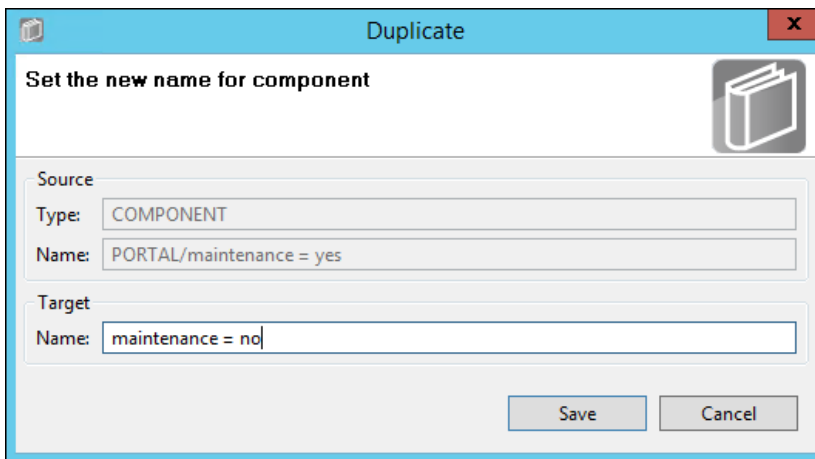 Duplicate
x
Set the new name for component
Source
Type: COMPONENT
Name: PORTAL/maintenance = yes
Target
Name: maintenance = no
Save Cancel